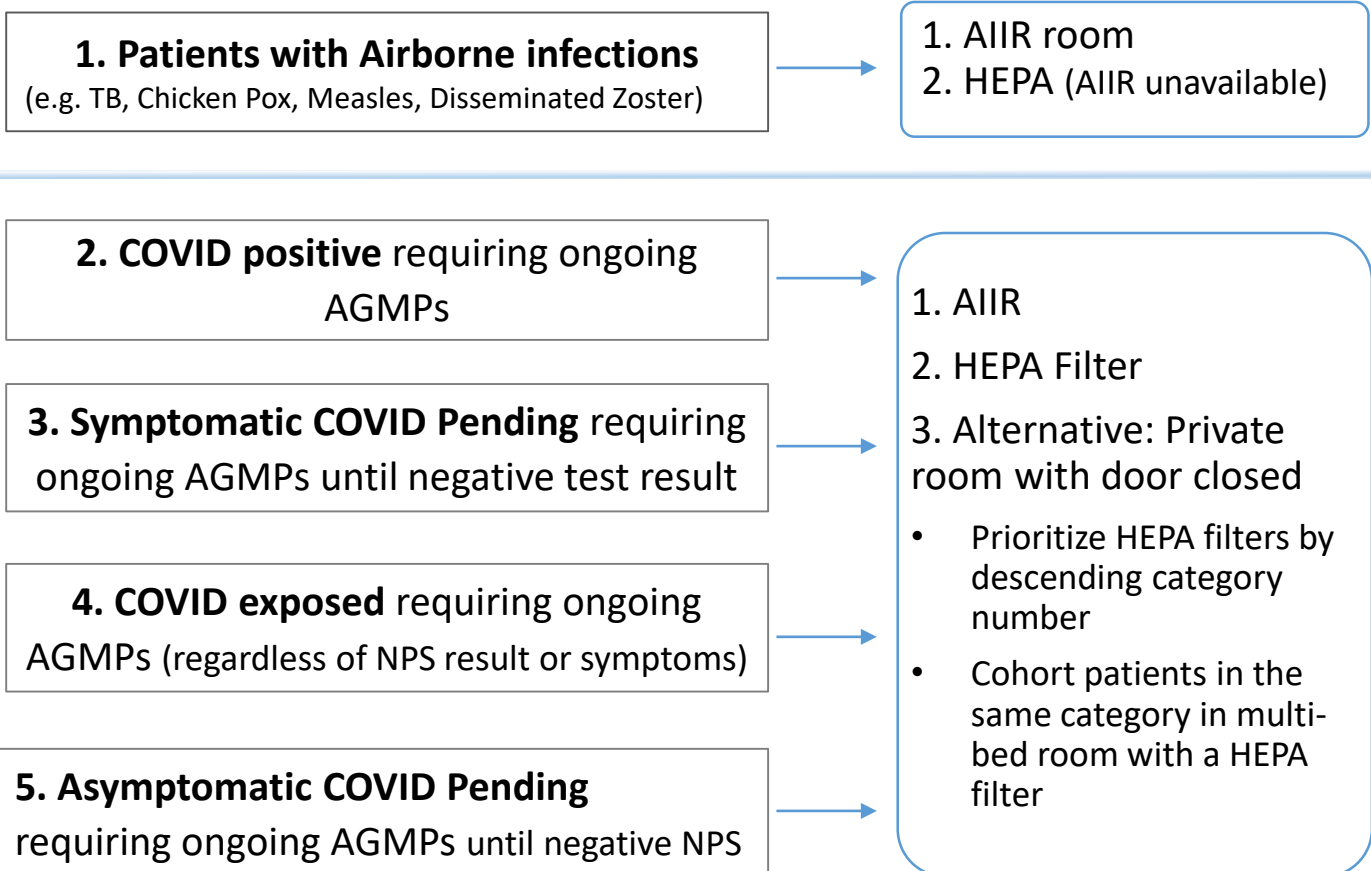 1. Patients with Airborne infections
(e.g. TB, Chicken Pox, Measles, Disseminated Zoster)
1. AIIR room
2. HEPA (AIIR unavailable)
2. COVID positive requiring ongoing
AGMPs
3. Symptomatic COVID Pending requiring
ongoing AGMPs until negative test result
4. COVID exposed requiring ongoing
AGMPs (regardless of NPS result or symptoms)
5. Asymptomatic COVID Pending
requiring ongoing AGMPs until negative NPS
1. AIIR
2. HEPA Filter
3. Alternative: Private
room with door closed
• Prioritize HEPA filters by
descending category
number
• Cohort patients in the
same category in multi-
bed room with a HEPA
filter